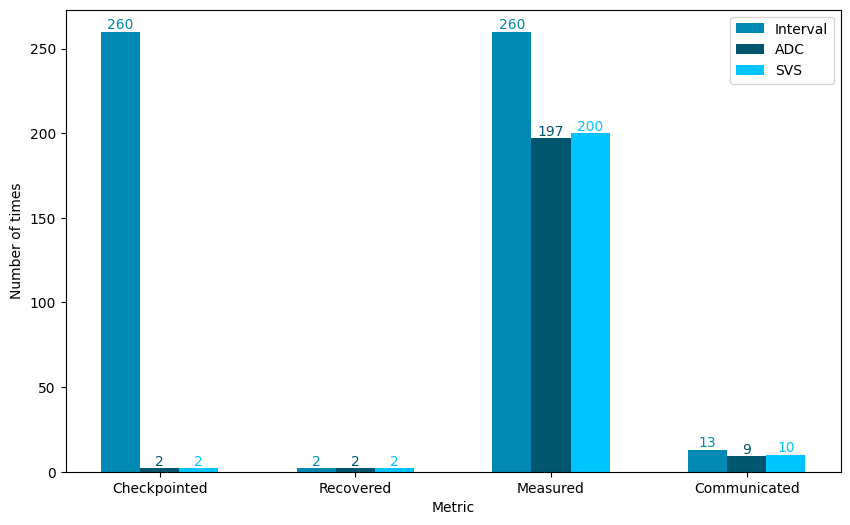 Number of times
250
200
150
100
50
0
260
2
2
2
2
2
260
197
200
13
9
10
Checkpointed
Recovered
Measured
Communicated
Metric
Interval
ADC
SVS